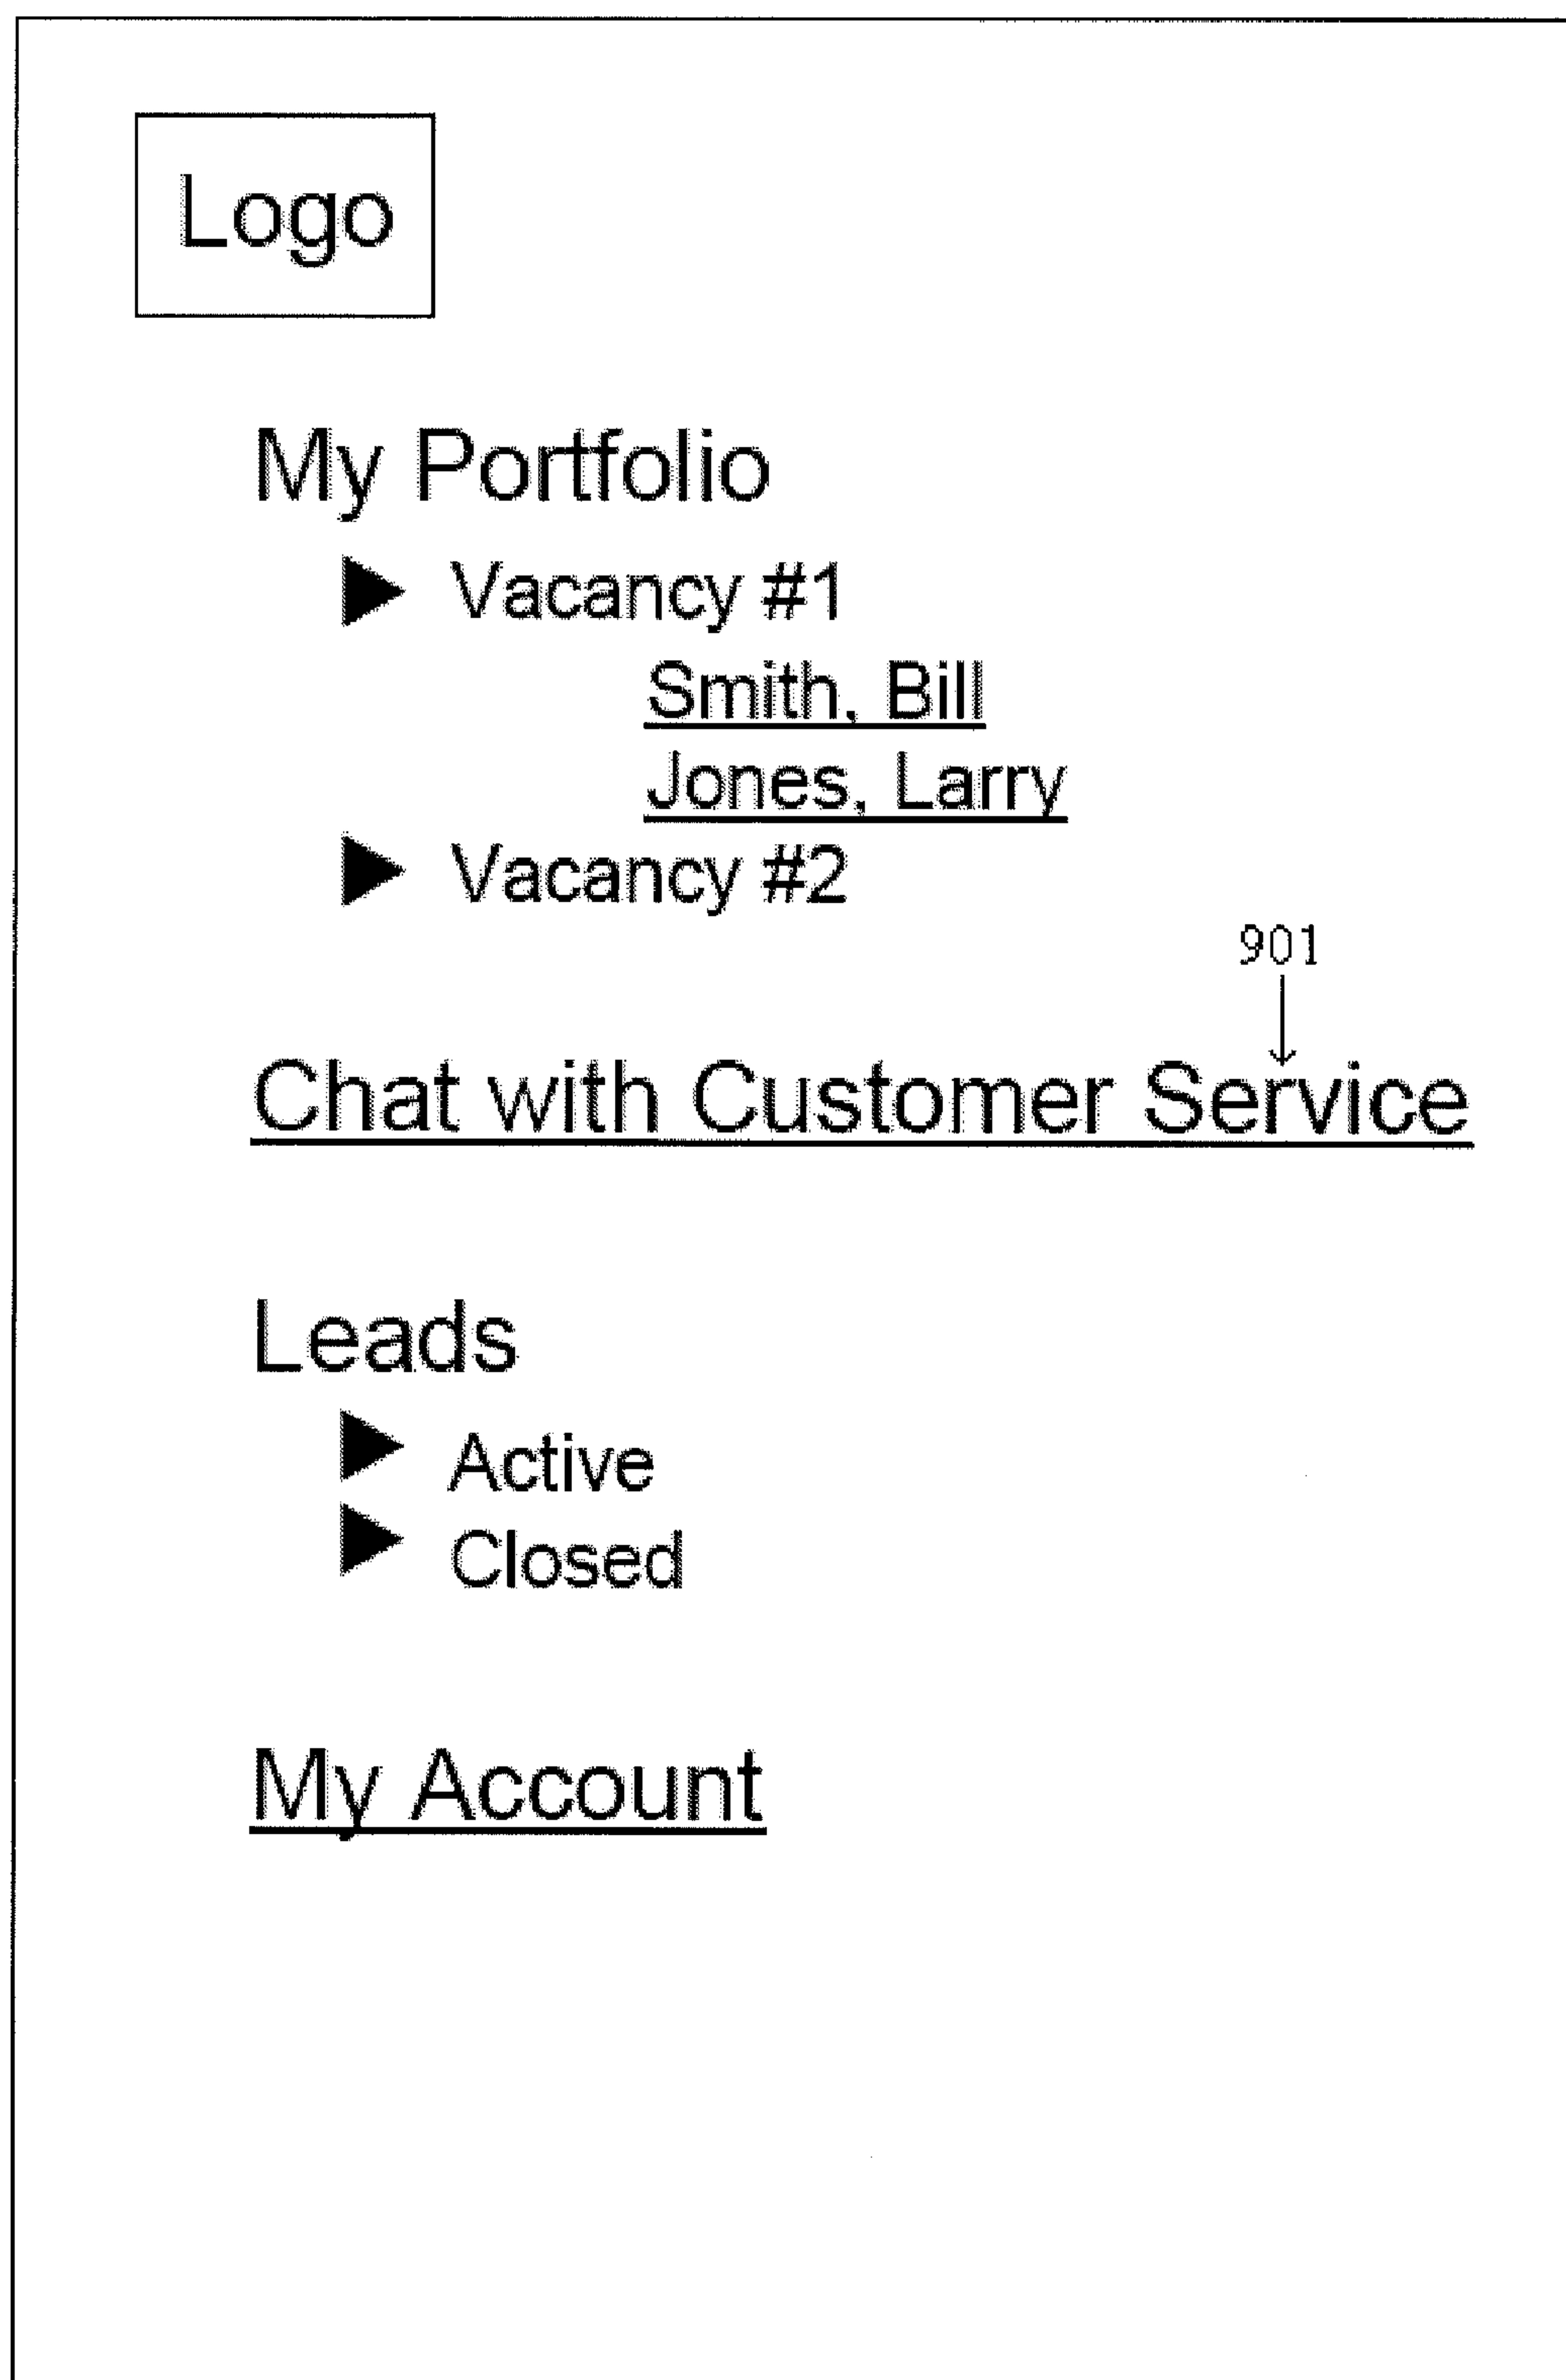 Logo
My Portfolio
Vacancy #1
Smith, Bill
Jones, Larry
Vacancy #2
901
Chat with Customer Service
Leads
Active
Closed
My Account